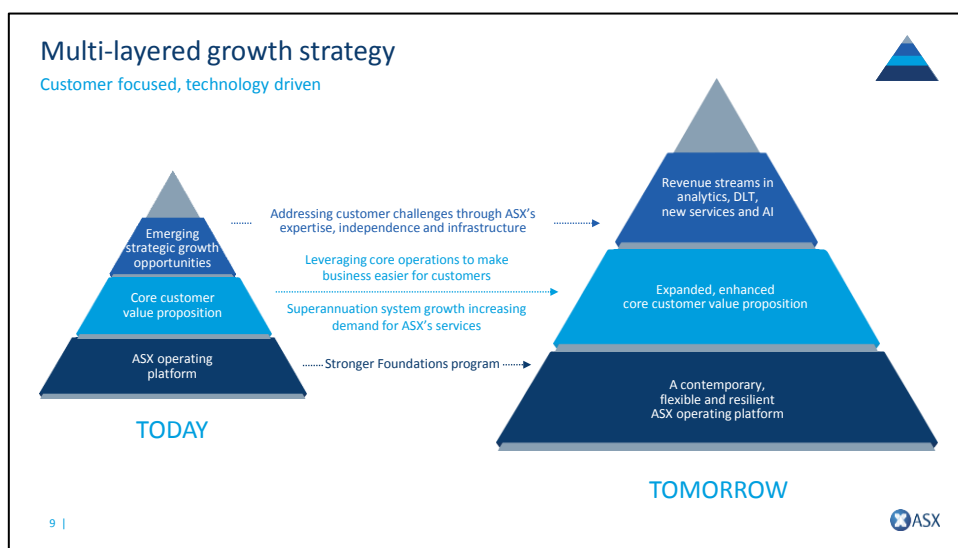 Multi-layered growth strategy
Customer focused, technology driven
Emerging
strategic growth
opportunities
Core customer
value proposition
ASX operating
platform
TODAY
Addressing customer challenges through ASX's
expertise, independence and infrastructure
Leveraging core operations to make
business easier for customers
Superannuation system growth increasing
demand for ASX's services
Stronger Foundations program
Revenue streams in
analytics, DLT,
new services and AI
Expanded, enhanced
core customer value proposition
A contemporary,
flexible and resilient
ASX operating platform
TOMORROW
9 |
ASX